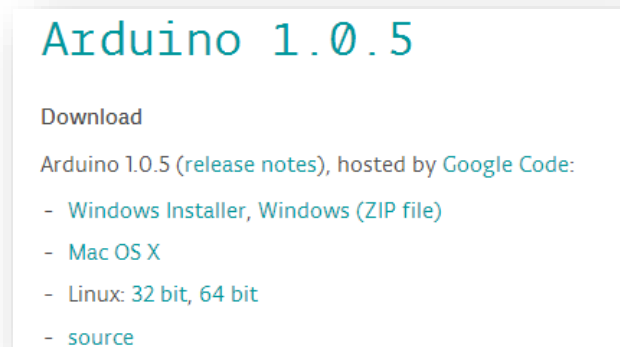 Arduino 1.0.5
Download
Arduino 1.0.5 (release notes), hosted by Google Code:
- Windows Installer, Windows (ZIP file)
- Mac OS X
- Linux: 32 bit, 64 bit
- source